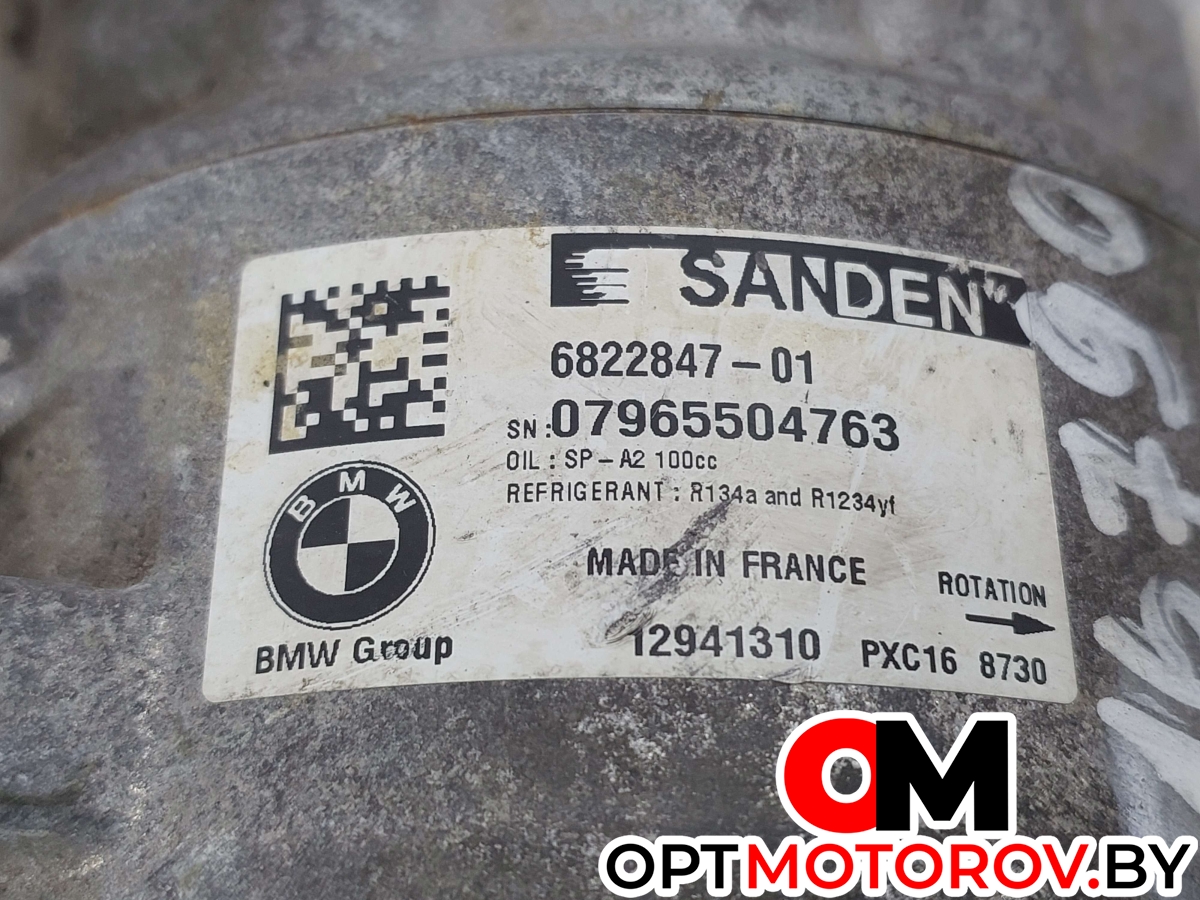 SANDEN
6822847-01
SN:07965504763
OIL : SP-A2 100cc
REFRIGERANT : R134a and R1234yf
MADE IN FRANCE
ROTATION
12941310 PXC16 8730
BMW
BMW Group
OM
OPTMOTOROV.BY